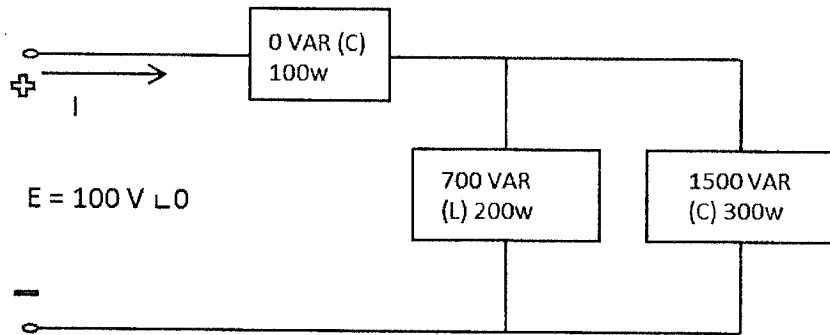 0 VAR (C)
100w
+
I
E = 100 V ∟0
700 VAR
(L) 200w
1500 VAR
(C) 300w
−